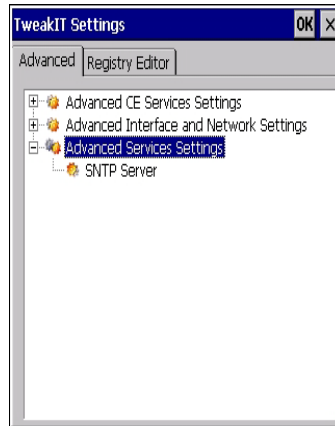 TweakIT Settings OK ×
Advanced Registry Editor
Advanced CE Services Settings
Advanced Interface and Network Settings
Advanced Services Settings
SNTP Server